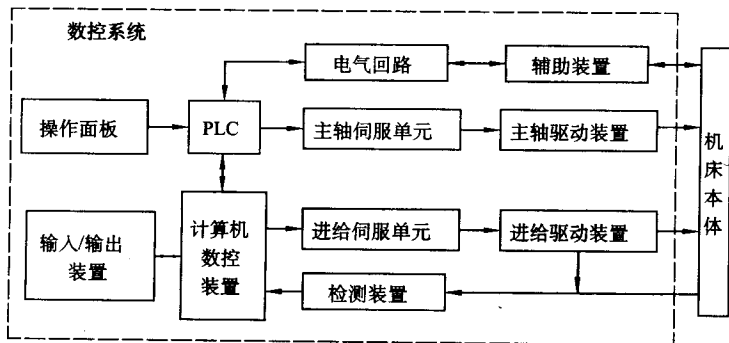 数控系统
电气回路
辅助装置
操作面板
PLC
主轴伺服单元
主轴驱动装置
机
床
本
体
输入/输出
装置
计算机
数控
装置
进给伺服单元
进给驱动装置
检测装置